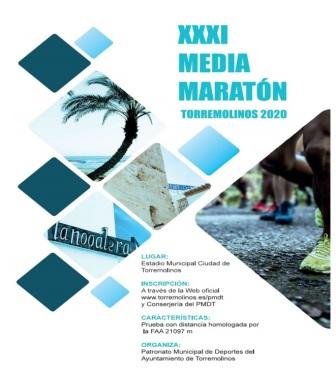 XXXI
MEDIA
MARATÓN
TORREMOLINOS 2020
la nogalera
LUGAR:
Estadio Municipal Ciudad de
Torremolinos
INSCRIPCIÓN:
A través de la Web oficial
www.torremolinos.es/pmdt
y Conserjería del PMDT
CARACTERÍSTICAS:
Prueba con distancia homologada por
la FAA 21097 m
ORGANIZA:
Patronato Municipal de Deportes del
Ayuntamiento de Torremolinos